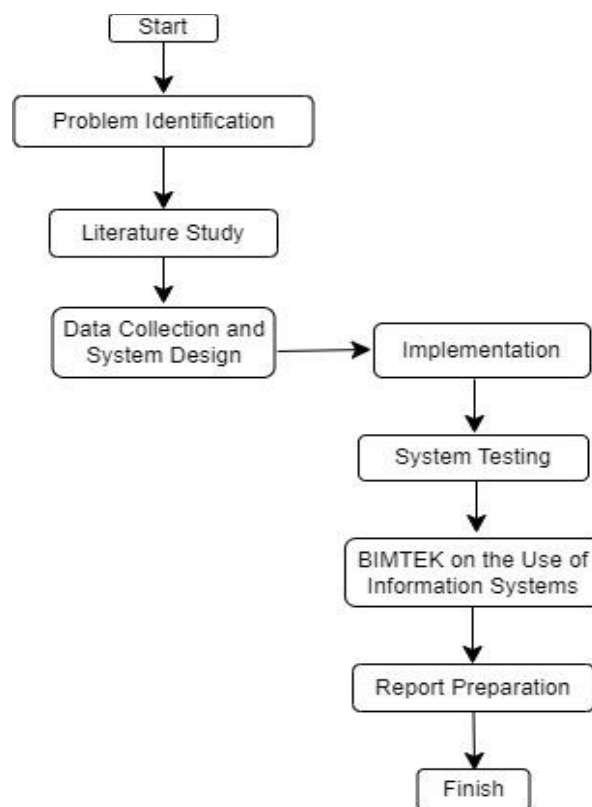 Start
Problem Identification
Literature Study
Data Collection and
System Design
Implementation
System Testing
BIMTEK on the Use of
Information Systems
Report Preparation
Finish